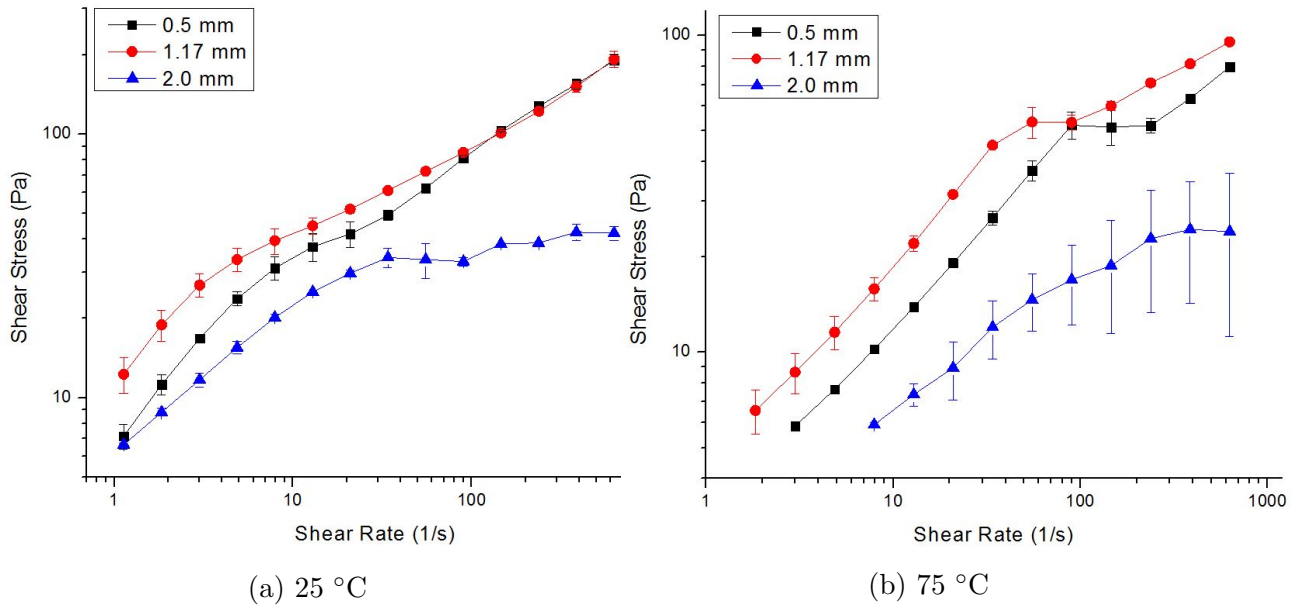 0.5 mm
1.17 mm
2.0 mm
100
10
Shear Stress (Pa)
1 10 100
Shear Rate (1/s)
(a) 25 °C
0.5 mm
1.17 mm
2.0 mm
100
10
Shear Stress (Pa)
1 10 100 1000
Shear Rate (1/s)
(b) 75 °C